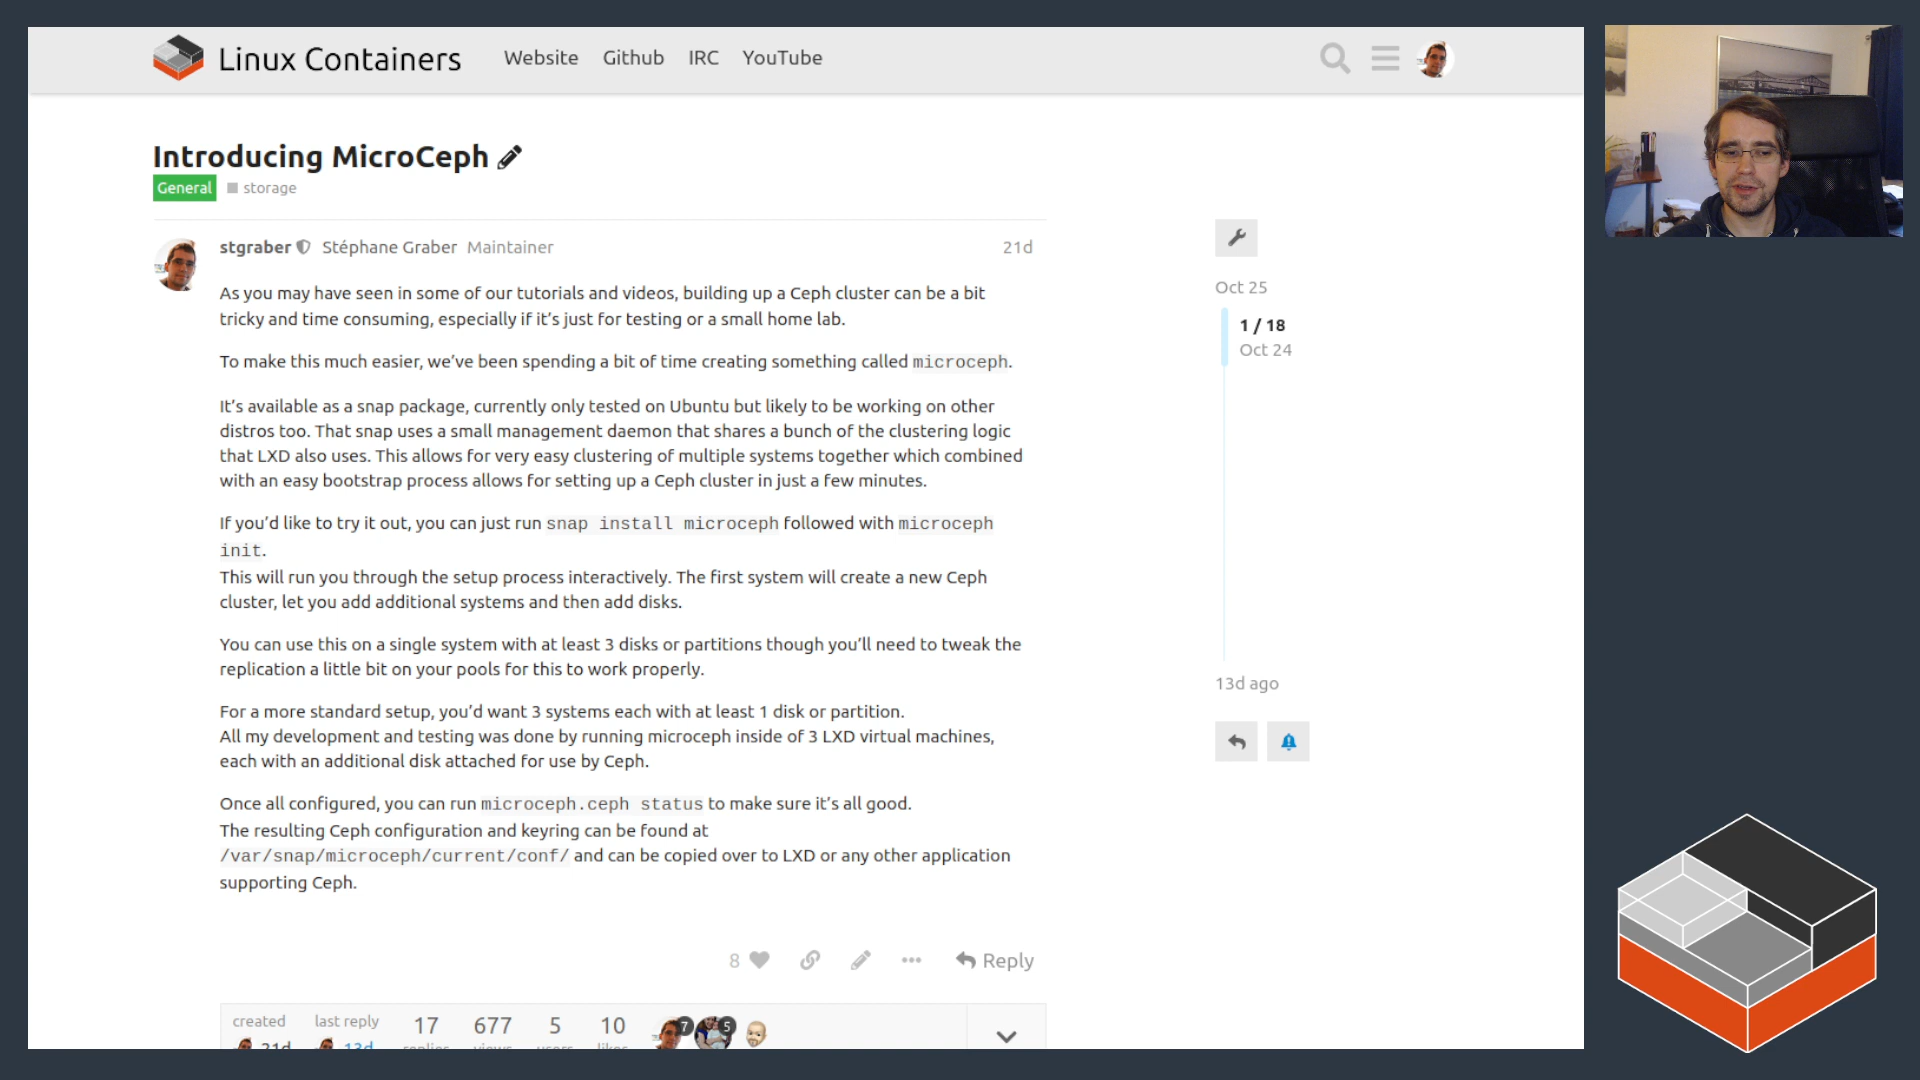 Linux Containers Website Github IRC YouTube
Introducing MicroCeph
General storage
stgraber Stéphane Graber Maintainer 21d
As you may have seen in some of our tutorials and videos, building up a Ceph cluster can be a bit
tricky and time consuming, especially if it's just for testing or a small home lab.
To make this much easier, we've been spending a bit of time creating something called microceph.
It's available as a snap package, currently only tested on Ubuntu but likely to be working on other
distros too. That snap uses a small management daemon that shares a bunch of the clustering logic
that LXD also uses. This allows for very easy clustering of multiple systems together which combined
with an easy bootstrap process allows for setting up a Ceph cluster in just a few minutes.
If you'd like to try it out, you can just run snap install microceph followed with microceph
init.
This will run you through the setup process interactively. The first system will create a new Ceph
cluster, let you add additional systems and then add disks.
You can use this on a single system with at least 3 disks or partitions though you'll need to tweak the
replication a little bit on your pools for this to work properly.
For a more standard setup, you'd want 3 systems each with at least 1 disk or partition.
All my development and testing was done by running microceph inside of 3 LXD virtual machines,
each with an additional disk attached for use by Ceph.
Once all configured, you can run microceph.ceph status to make sure it's all good.
The resulting Ceph configuration and keyring can be found at
/var/snap/microceph/current/conf/ and can be copied over to LXD or any other application
supporting Ceph.
8 Reply
created last reply 17 677 5 10 7 5
21d 13d replies views users likes
Oct 25
1 / 18
Oct 24
13d ago